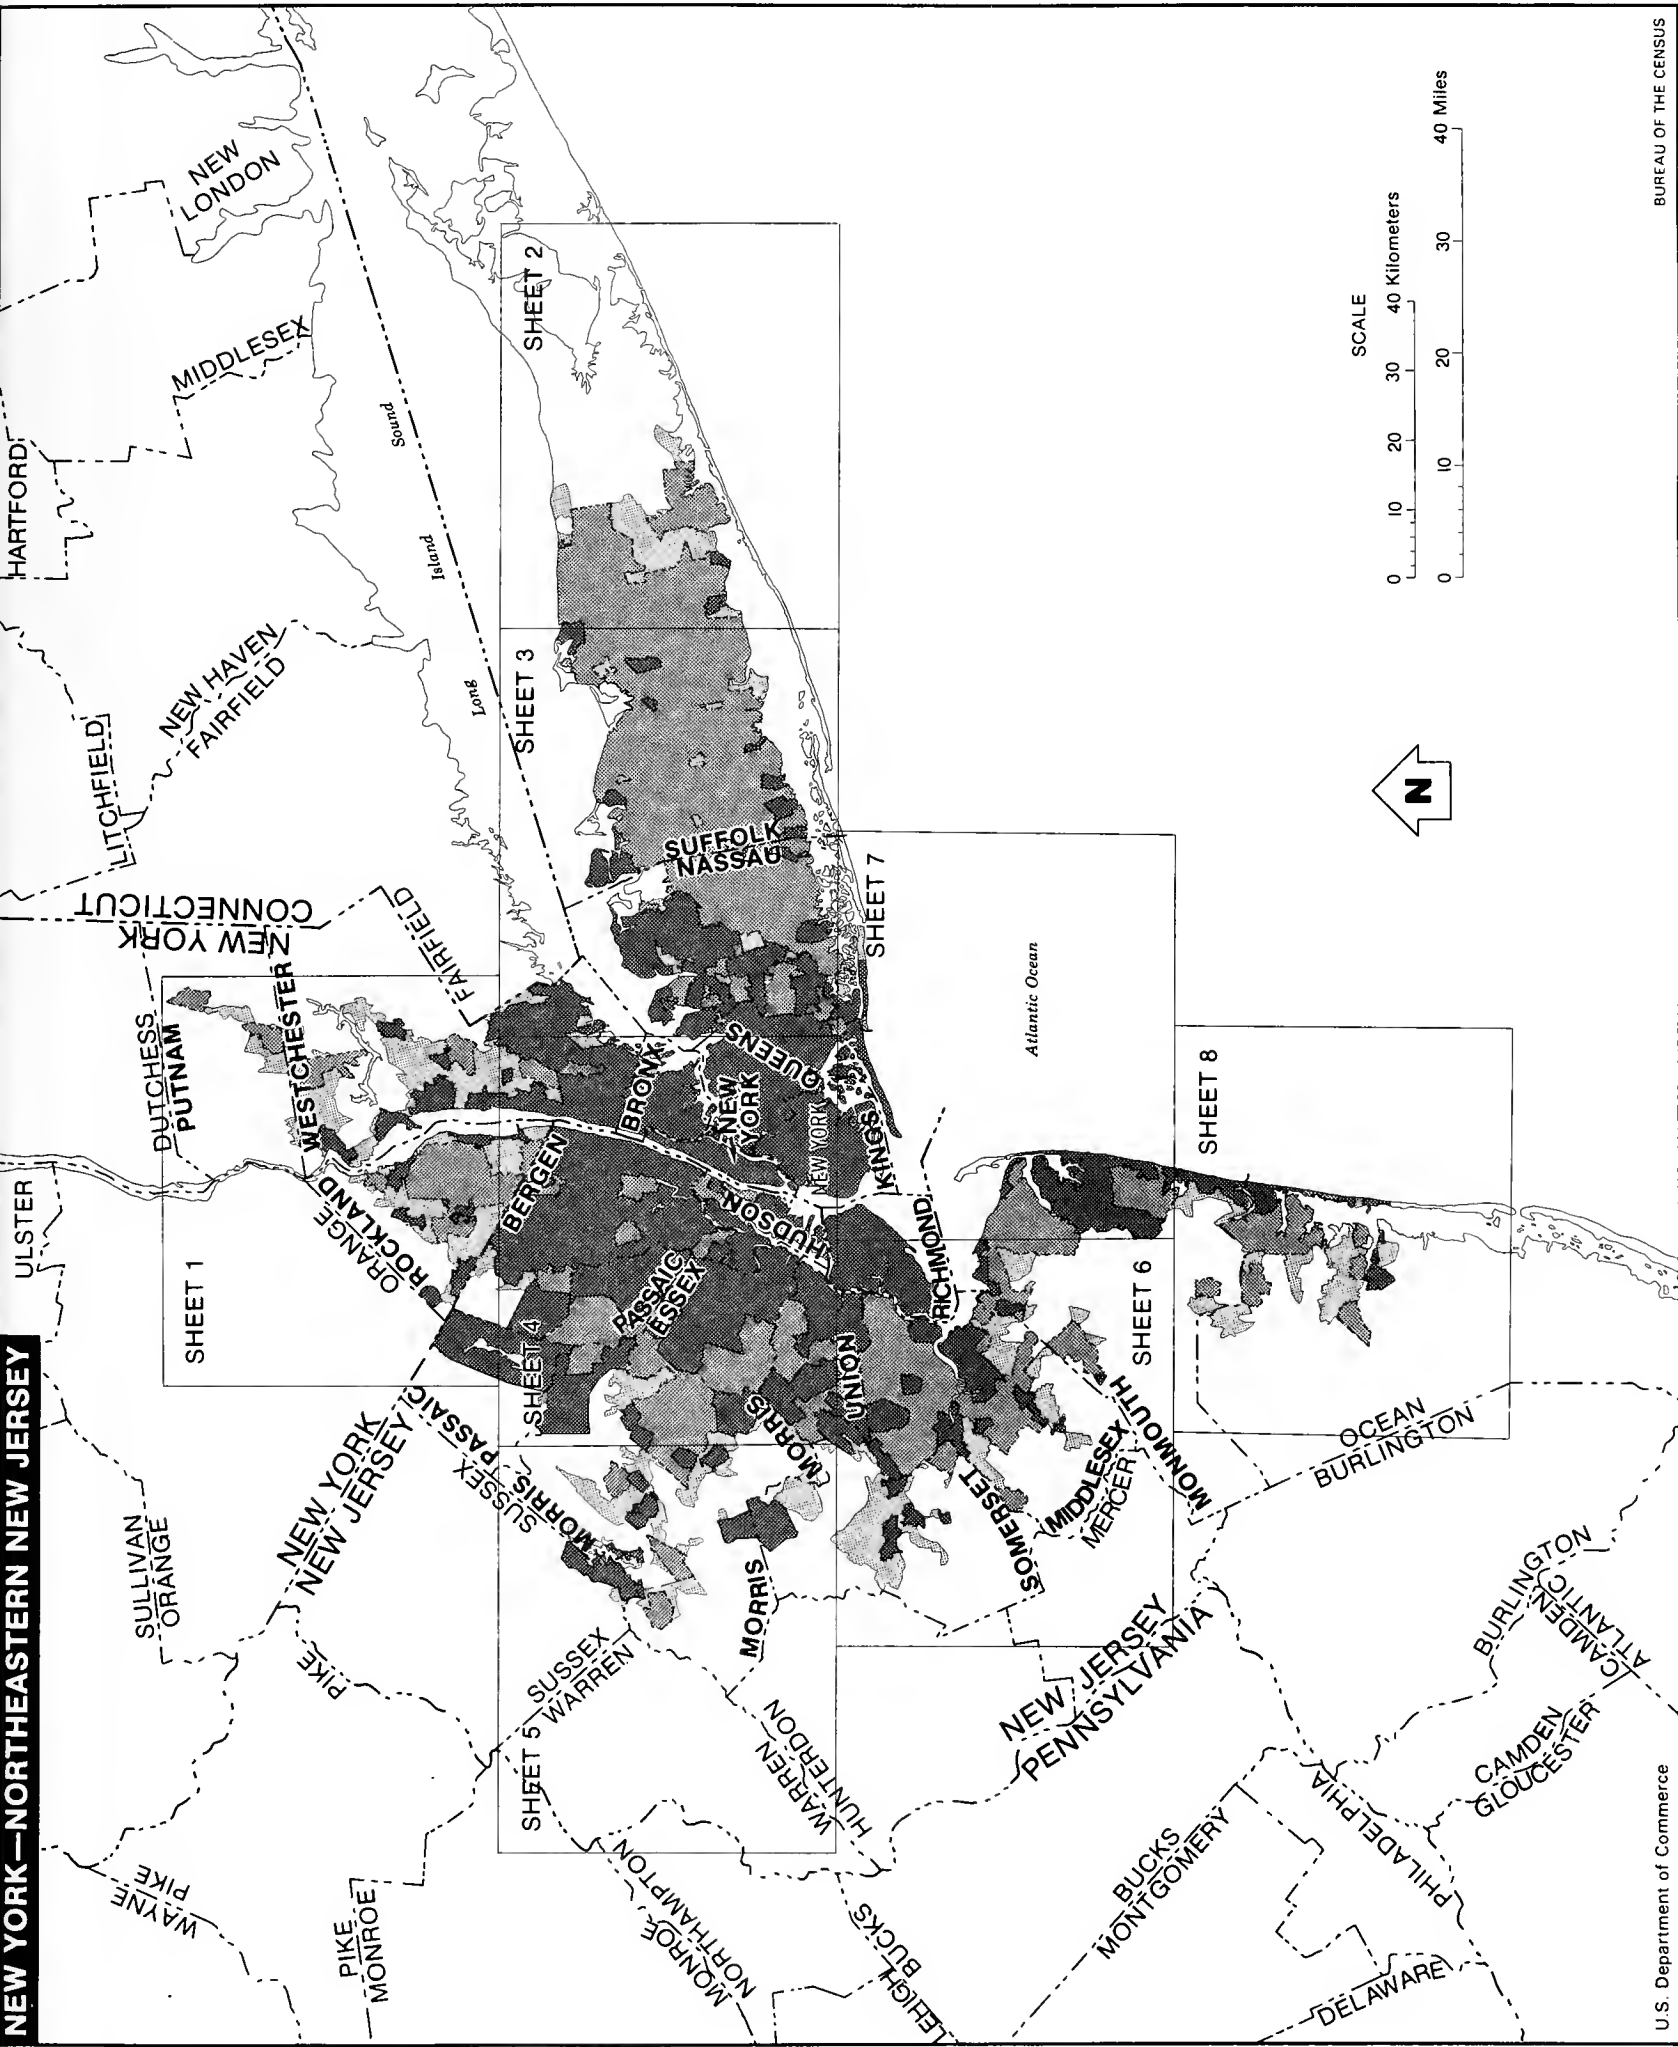 NEW YORK—NORTHEASTERN NEW JERSEY
ULSTER
DUTCHESS
PUTNAM
NEW YORK
CONNECTICUT
LITCHFIELD
HARTFORD
MIDDLESEX
NEW
LONDON
NEW HAVEN
FAIRFIELD
SULLIVAN
ORANGE
WAYNE
PIKE
SHEET 1
ORANGE
ROCKLAND
WESTCHESTER
FAIRFIELD
NEW YORK
NEW JERSEY
PIKE
PIKE
MONROE
Long
Island
Sound
SHEET 5
SUSSEX
WARREN
SUSSEX
PASSAIC
SUSSEX
MORRIS
SHEET 4
BERGEN
BRONX
SHEET 3
SHEET 2
PASSAIC
ESSEX
HUDSON
NEW
YORK
NEW YORK
QUEENS
KINGS
SUFFOLK
NASSAU
MORRIS
MORRIS
MONROE
NORTHAMPTON
WARREN
HUNTERDON
UNION
RICHMOND
SHEET 7
LEHIGH
BUCKS
SOMERSET
MIDDLESEX
MERCER
MONMOUTH
MONMOUTH
SHEET 6
Atlantic Ocean
NEW JERSEY
PENNSYLVANIA
BUCKS
MONTGOMERY
SHEET 8
OCEAN
BURLINGTON
PHILADELPHIA
DELAWARE
CAMDEN
GLOUCESTER
BURLINGTON
CAMDEN
ATLANTIC
N
SCALE
0 10 20 30 40 Kilometers
0 10 20 30 40 Miles
U.S. Department of Commerce
BUREAU OF THE CENSUS